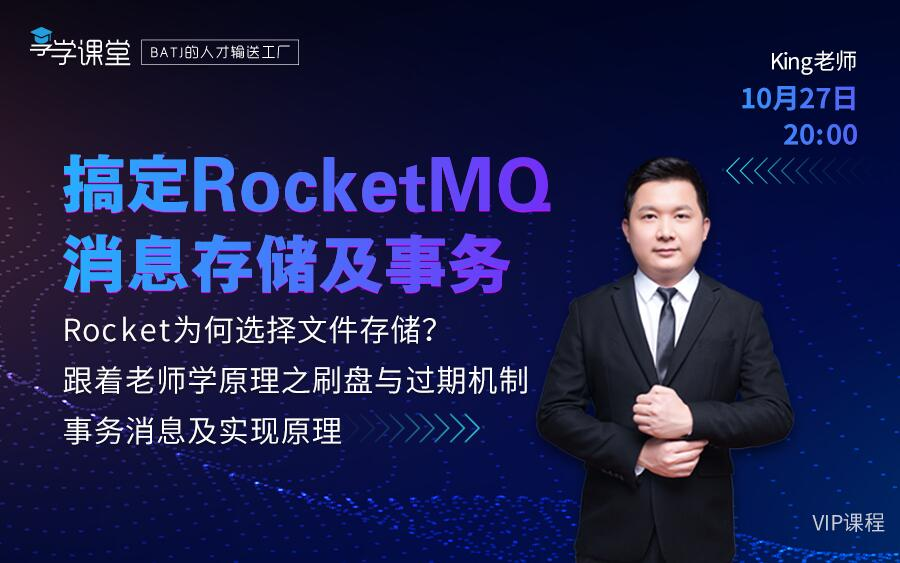 享学课堂
BATJ的人才输送工厂
King老师
10月27日
20:00
搞定RocketMQ
消息存储及事务
Rocket为何选择文件存储？
跟着老师学原理之刷盘与过期机制
事务消息及实现原理
VIP课程